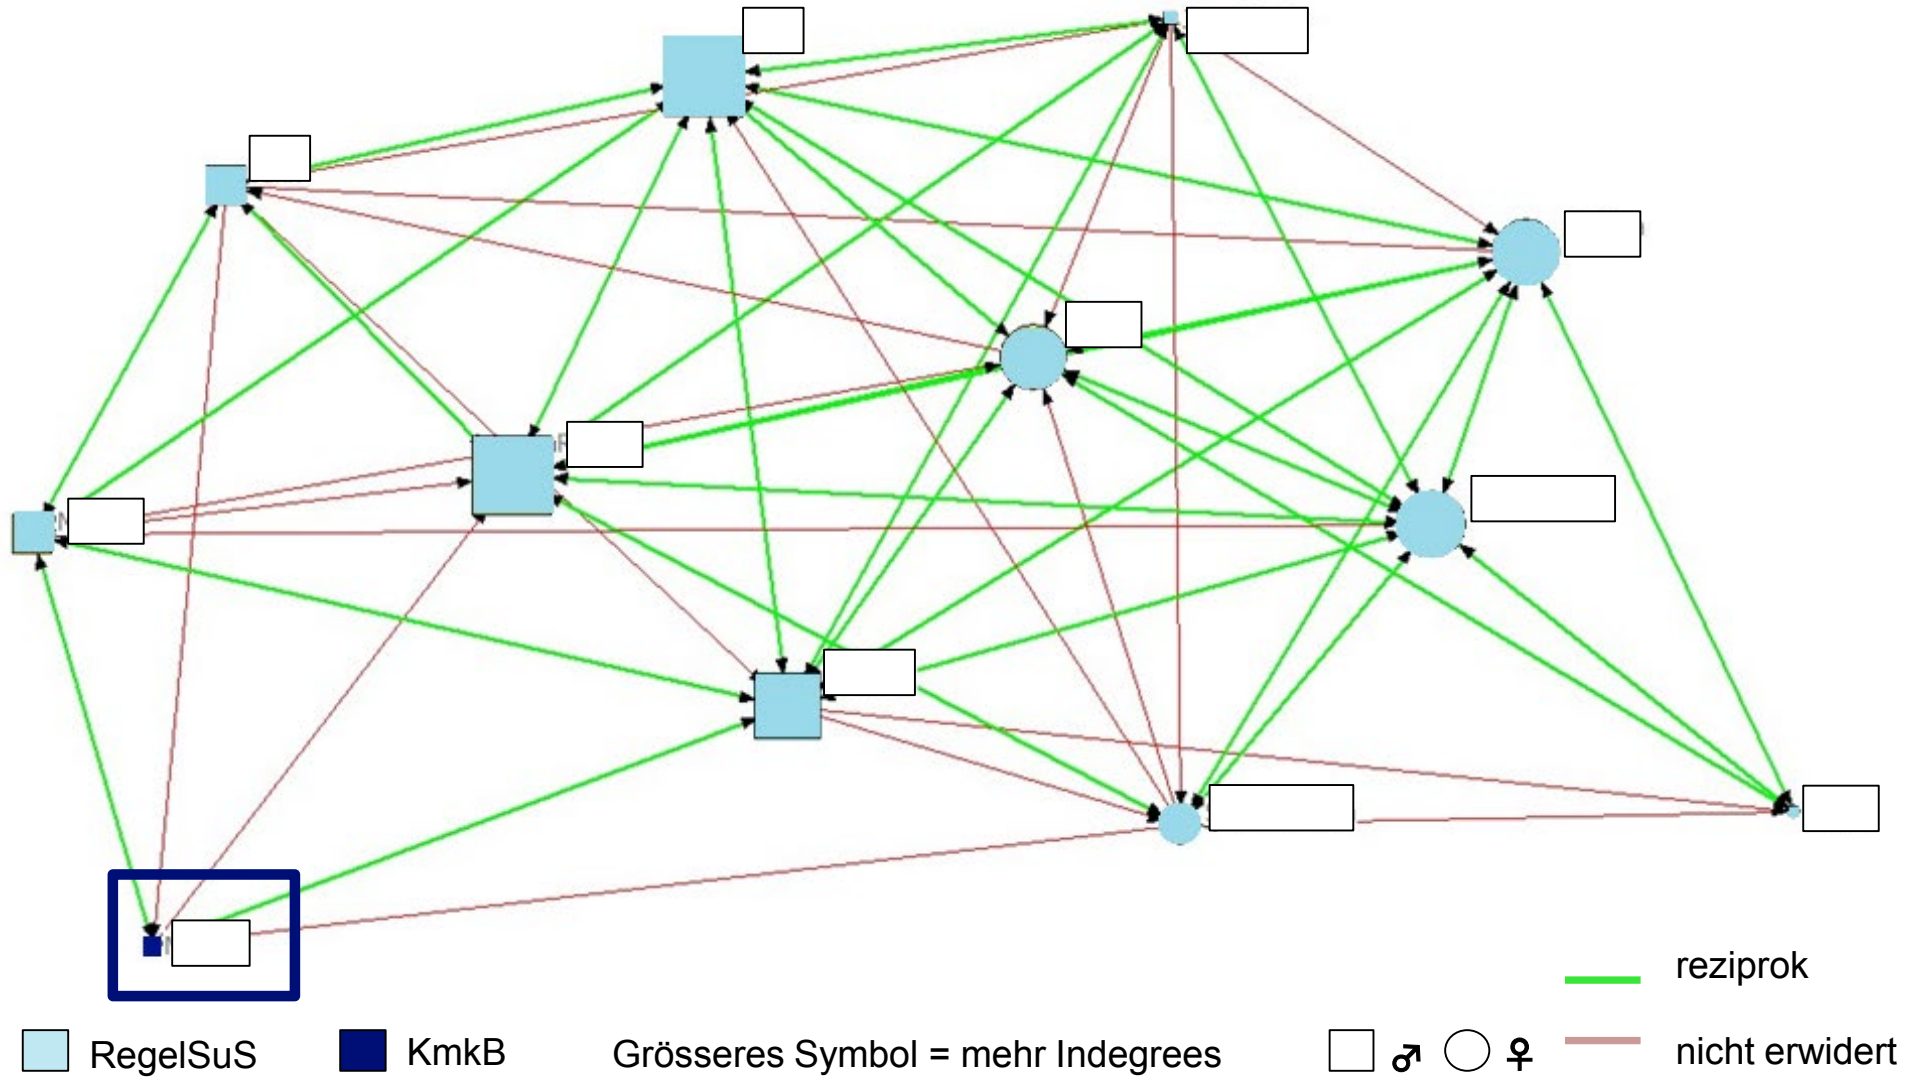 reziprok
RegelSuS
KmkB
Grösseres Symbol = mehr Indegrees
♂
♀
nicht erwidert